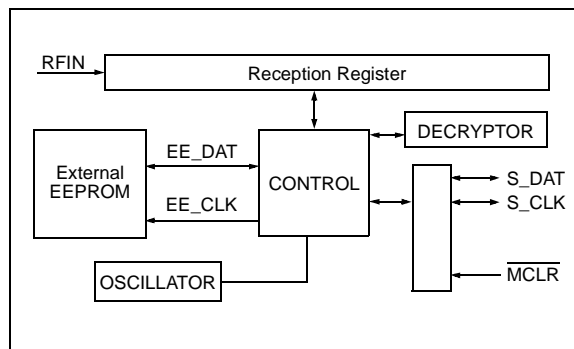 RFIN
Reception Register
DECRYPTOR
EE_DAT
External
EEPROM
CONTROL
S_DAT
EE_CLK
S_CLK
OSCILLATOR
MCLR